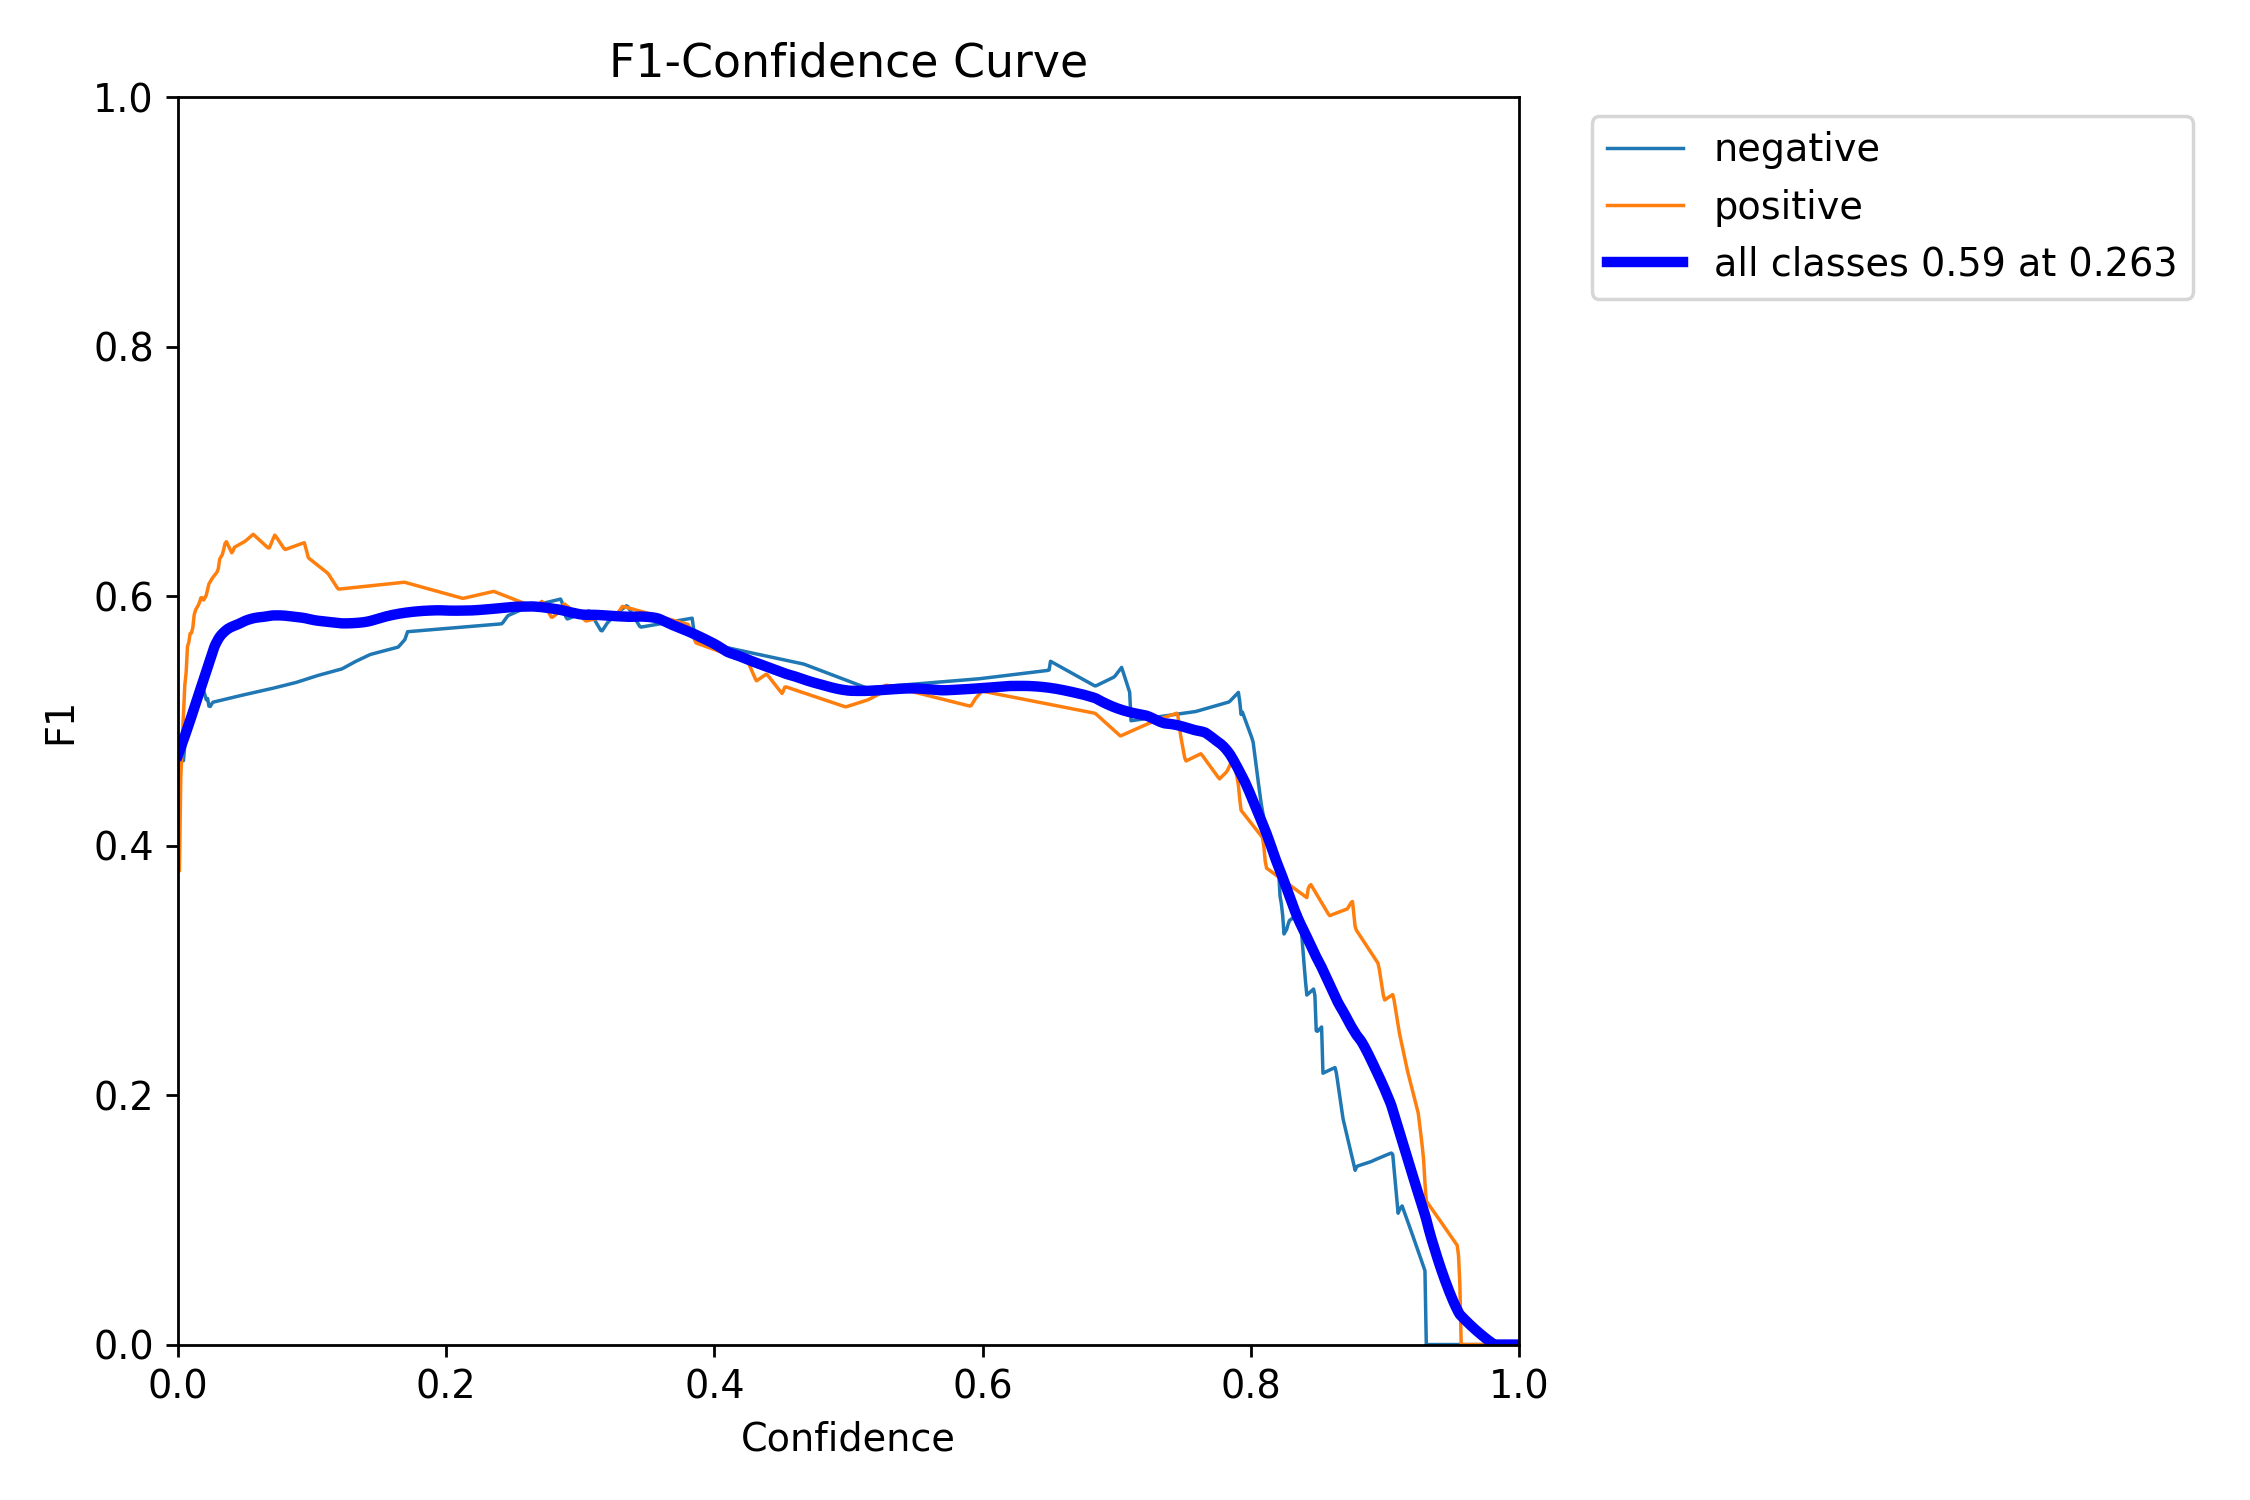 F1-Confidence Curve
1.0
0.8
0.6
0.4
0.2
0.0
F1
0.0 0.2 0.4 0.6 0.8 1.0
Confidence
negative
positive
all classes 0.59 at 0.263